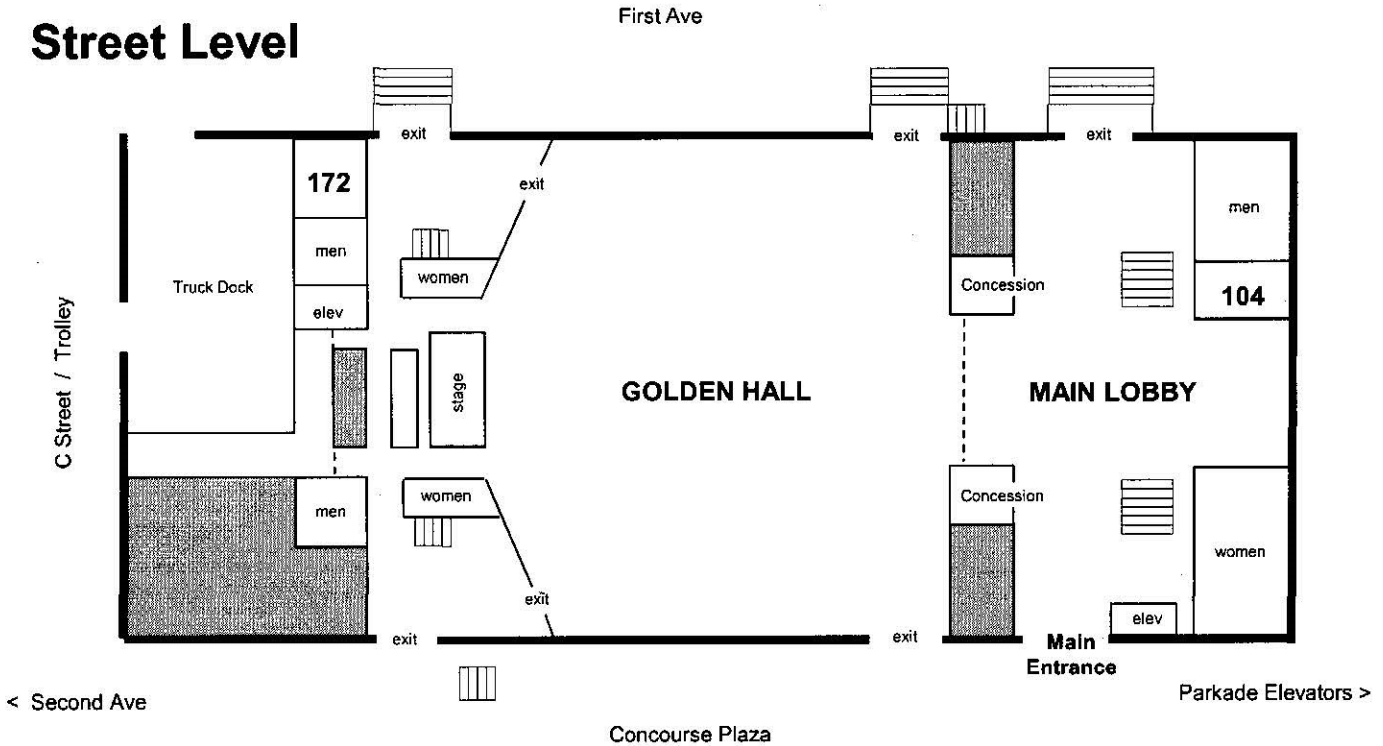 First Ave
Street Level
exit
exit
exit
172
exit
men
men
women
Truck Dock
Concession
104
elev
C Street / Trolley
stage
GOLDEN HALL
MAIN LOBBY
women
Concession
men
women
exit
elev
exit
exit
Main
Entrance
< Second Ave
Parkade Elevators >
Concourse Plaza